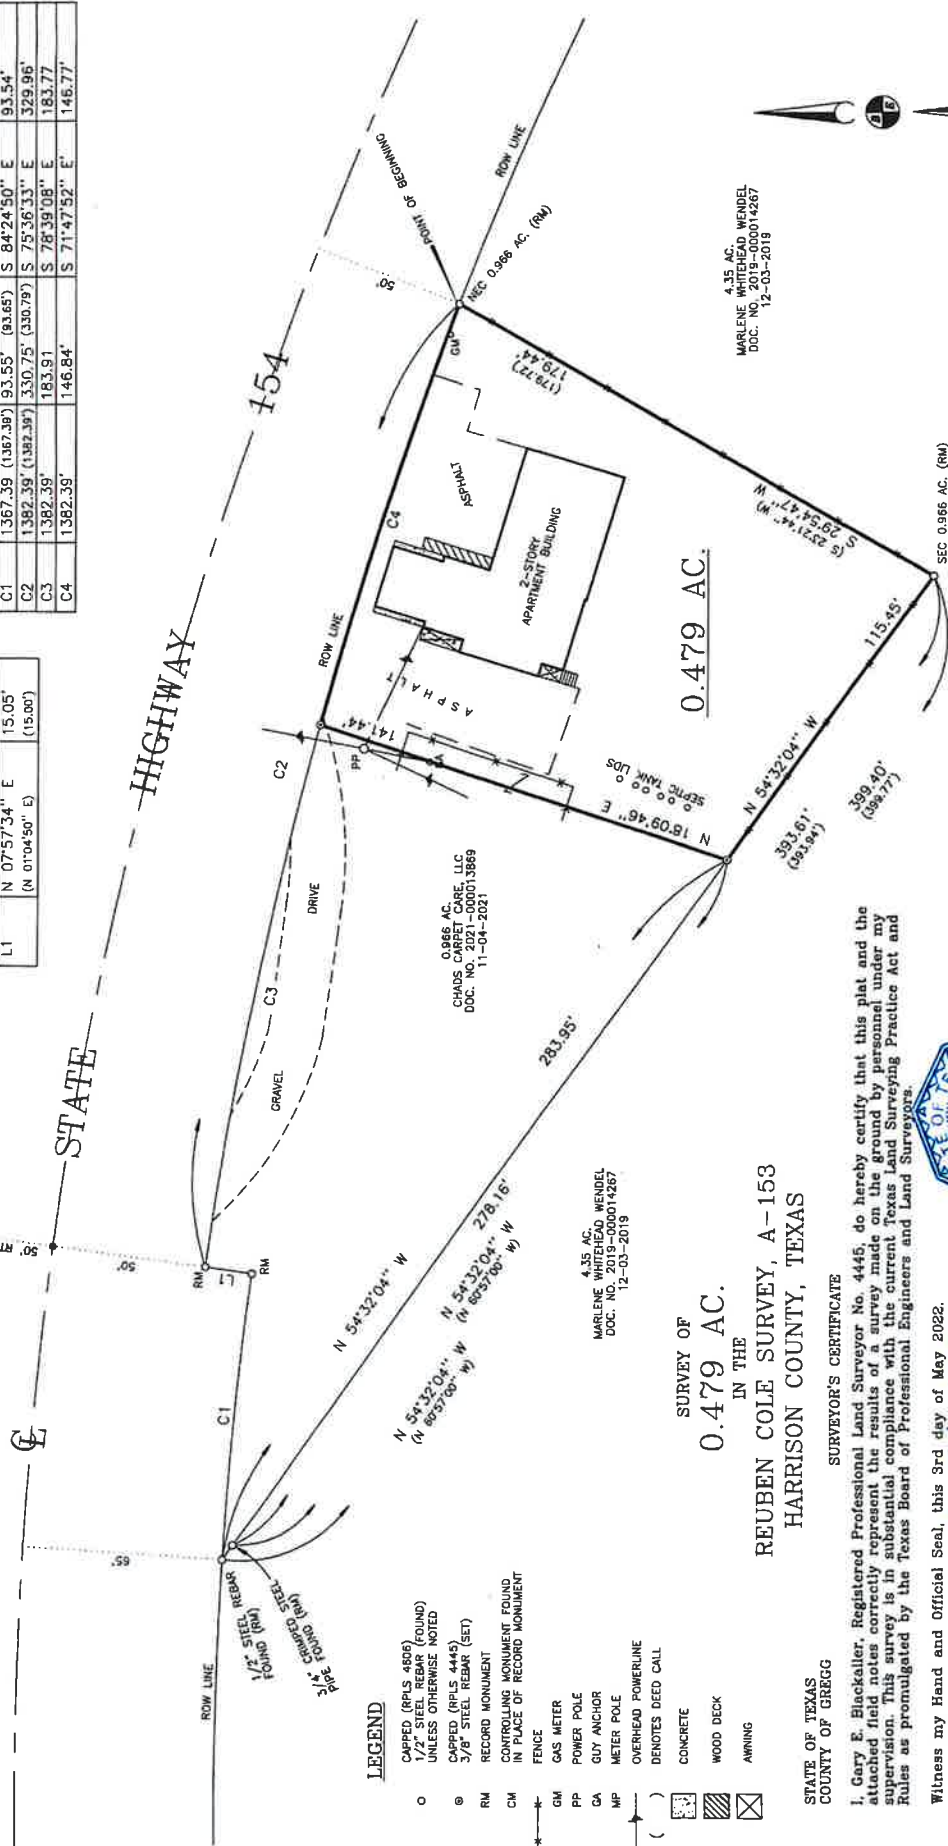 L1 N 07°57'34" E 15.05'
(N 01°04'50" E) (15.00')
C1 1367.39 (1367.39') 93.55' (93.65') S 84°24'50" E 93.54'
C2 1382.39' (1382.39') 330.75' (330.79') S 75°36'33" E 329.96'
C3 1382.39' 183.91 S 78°39'08" E 183.77
C4 1382.39' 146.84' S 71°47'52" E' 146.77'
STATE HIGHWAY 154
50'
RT
50'
65'
50'
ROW LINE
C1
L1
RM
RM
C2
C3
GRAVEL DRIVE
ROW LINE
C4
POINT OF BEGINNING
ROW LINE
NEC 0.966 AC. (RM)
GM
PP
GA
141.44'
N 18°09'46" E
ASPHALT
ASPHALT
2-STORY
APARTMENT BUILDING
SEPTIC TANK LIDS
0.479 AC.
179.44'
(179.72')
S 29°54'47" W
(S 23°21'44" W)
SEC 0.966 AC. (RM)
115.45'
N 54°32'04" W
393.61'
(393.94')
399.40'
(399.77')
0.966 AC.
CHADS CARPET CARE, LLC
DOC. NO. 2021-000013869
11-04-2021
283.95'
N 54°32'04" W
278.16'
N 54°32'04" W
(N 60°57'00" W)
N 54°32'04" W
(N 60°57'00" W)
4.35 AC.
MARLENE WHITEHEAD WENDEL
DOC. NO. 2019-000014267
12-03-2019
4.35 AC.
MARLENE WHITEHEAD WENDEL
DOC. NO. 2019-000014267
12-03-2019
B E
1/2" STEEL REBAR
FOUND (RM)
3/4" CRIMPED STEEL
PIPE FOUND (RM)
LEGEND
CAPPED (RPLS 4806)
1/2" STEEL REBAR (FOUND)
UNLESS OTHERWISE NOTED
CAPPED (RPLS 4445)
3/8" STEEL REBAR (SET)
RM RECORD MONUMENT
CM CONTROLLING MONUMENT FOUND
IN PLACE OF RECORD MONUMENT
FENCE
GM GAS METER
PP POWER POLE
GA GUY ANCHOR
MP METER POLE
OVERHEAD POWERLINE
( ) DENOTES DEED CALL
CONCRETE
WOOD DECK
AWNING
SURVEY OF
0.479 AC.
IN THE
REUBEN COLE SURVEY, A-153
HARRISON COUNTY, TEXAS
SURVEYOR'S CERTIFICATE
STATE OF TEXAS
COUNTY OF GREGG
I, Gary E. Blackaller, Registered Professional Land Surveyor No. 4445, do hereby certify that this plat and the
attached field notes correctly represent the results of a survey made on the ground by personnel under my
supervision. This survey is in substantial compliance with the current Texas Land Surveying Practice Act and
Rules as promulgated by the Texas Board of Professional Engineers and Land Surveyors.
Witness my Hand and Official Seal, this 3rd day of May 2022.